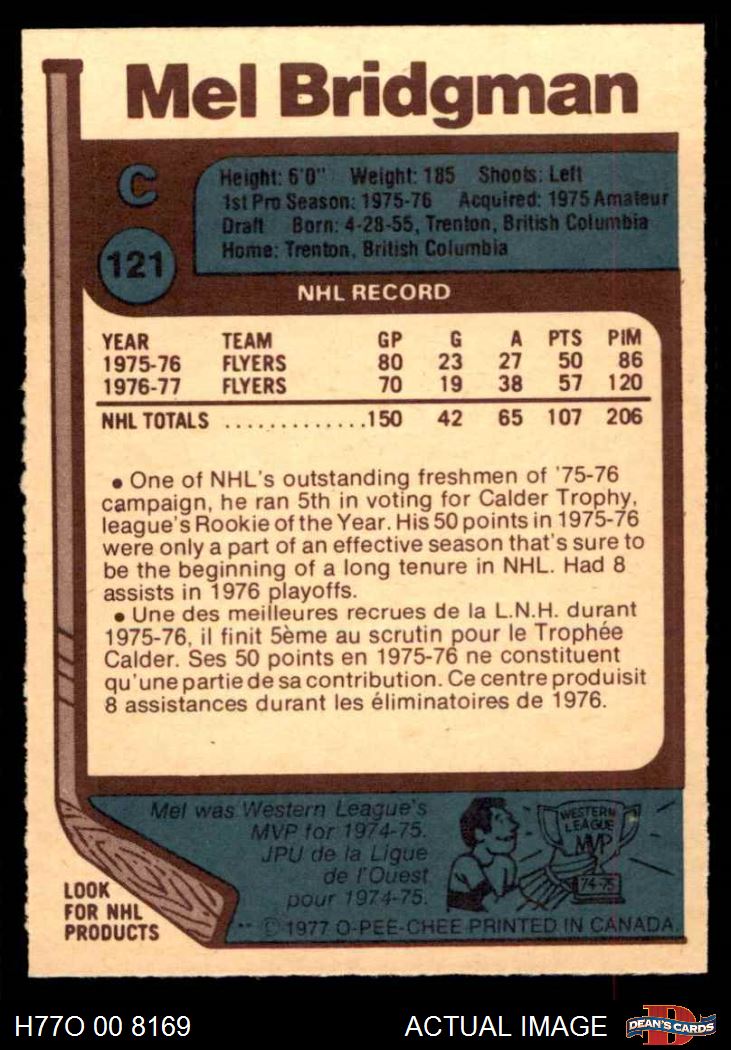 Mel Bridgman
C
Height: 6'0" Weight: 185 Shoots: Left
1st Pro Season: 1975-76 Acquired: 1975 Amateur
Draft Born: 4-28-55, Trenton, British Columbia
Home: Trenton, British Columbia
121
NHL RECORD
YEAR TEAM GP G A PTS PIM
1975-76 FLYERS 80 23 27 50 86
1976-77 FLYERS 70 19 38 57 120
NHL TOTALS ..............150 42 65 107 206
• One of NHL's outstanding freshmen of '75-76
campaign, he ran 5th in voting for Calder Trophy,
league's Rookie of the Year. His 50 points in 1975-76
were only a part of an effective season that's sure to
be the beginning of a long tenure in NHL. Had 8
assists in 1976 playoffs.
• Une des meilleures recrues de la L.N.H. durant
1975-76, il finit 5ème au scrutin pour le Trophée
Calder. Ses 50 points en 1975-76 ne constituent
qu'une partie de sa contribution. Ce centre produisit
8 assistances durant les éliminatoires de 1976.
Mel was Western League's
MVP for 1974-75.
JPU de la Ligue
de l'Ouest
pour 1974-75.
WESTERN
LEAGUE
MVP
74-75
LOOK
FOR NHL
PRODUCTS
** © 1977 O-PEE-CHEE PRINTED IN CANADA
H77O 00 8169
ACTUAL IMAGE
D
DEAN'S CARDS